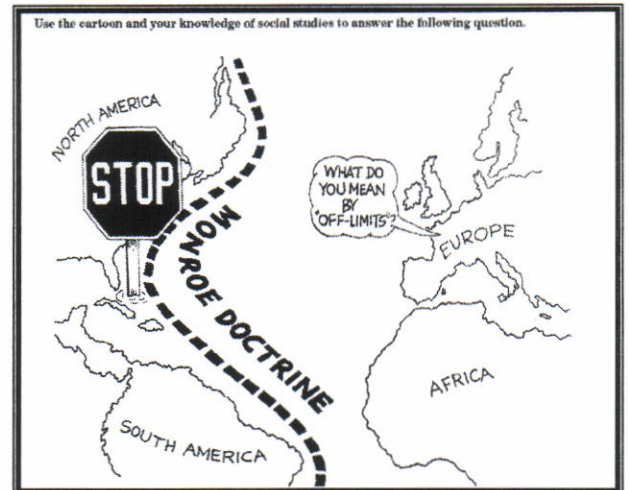 Use the cartoon and your knowledge of social studies to answer the following question.
NORTH AMERICA
STOP
MONROE DOCTRINE
WHAT DO
YOU MEAN
BY
"OFF-LIMITS"?
EUROPE
AFRICA
SOUTH AMERICA